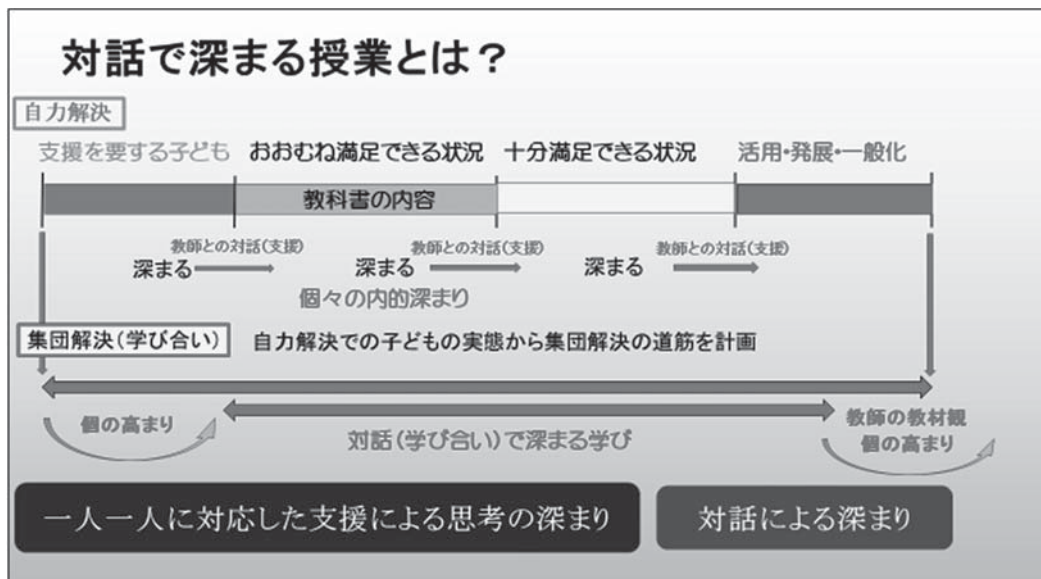 対話で深まる授業とは？
自力解決
支援を要する子ども おおむね満足できる状況 十分満足できる状況 活用・発展・一般化
教科書の内容
教師との対話(支援) 教師との対話(支援) 教師との対話(支援)
深まる 深まる 深まる
個々の内的深まり
集団解決(学び合い) 自力解決での子どもの実態から集団解決の道筋を計画
個の高まり
対話(学び合い)で深まる学び
教師の教材観
個の高まり
一人一人に対応した支援による思考の深まり 対話による深まり